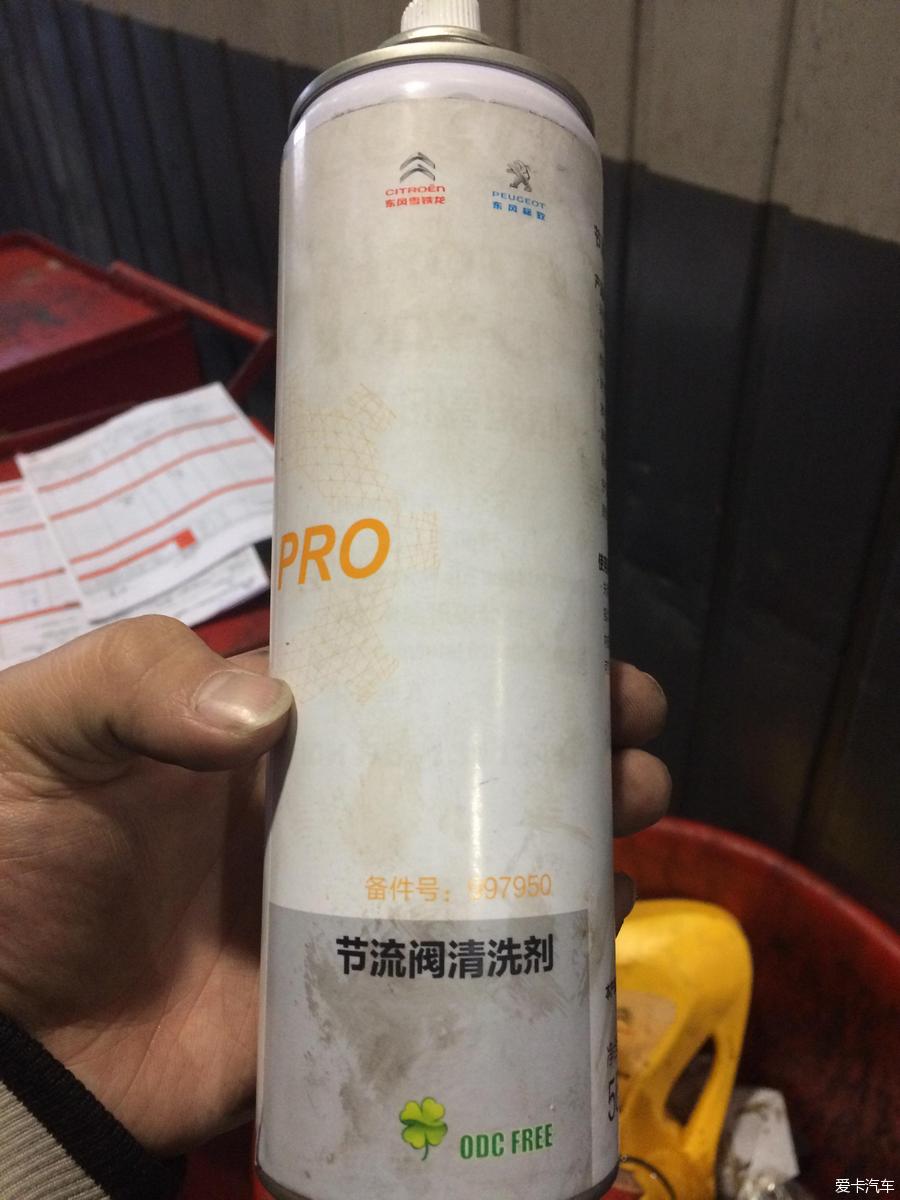 CITROËN
东风雪铁龙
PEUGEOT
东风标致
PRO
备件号：997950
节流阀清洗剂
ODC FREE
爱卡汽车